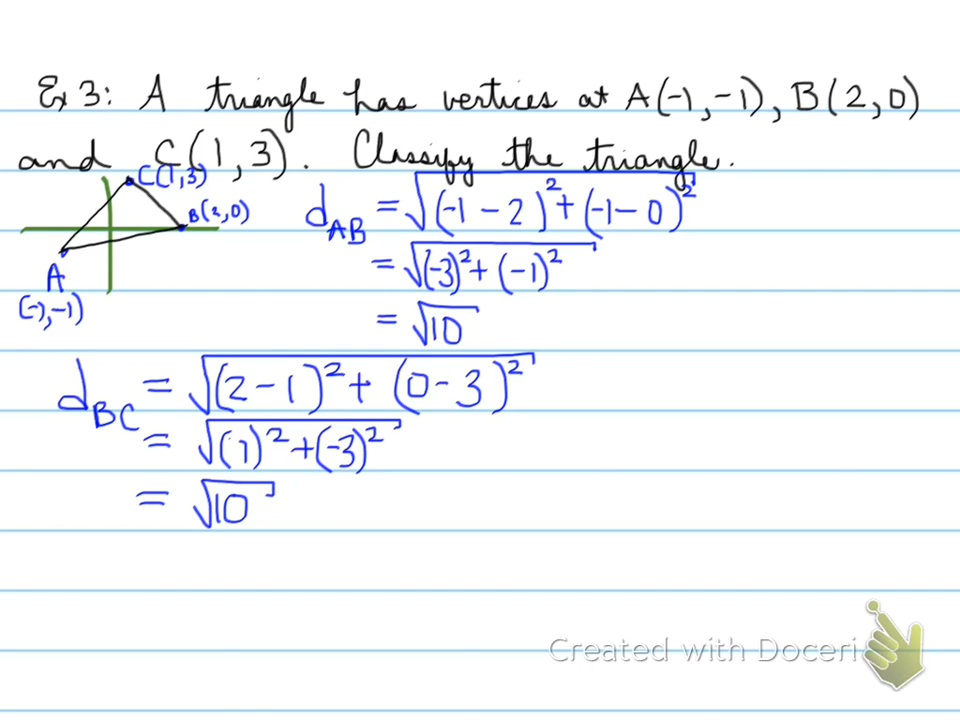 Ex 3: A triangle has vertices at A(-1,-1), B(2,0)
and C(1,3). Classify the triangle.
C(1,3)
B(2,0)
A
(-1,-1)
d_AB = √((-1-2)²+(-1-0)²)
= √((-3)²+(-1)²)
= √10
d_BC = √((2-1)²+(0-3)²)
= √((1)²+(-3)²)
= √10
Created with Doceri